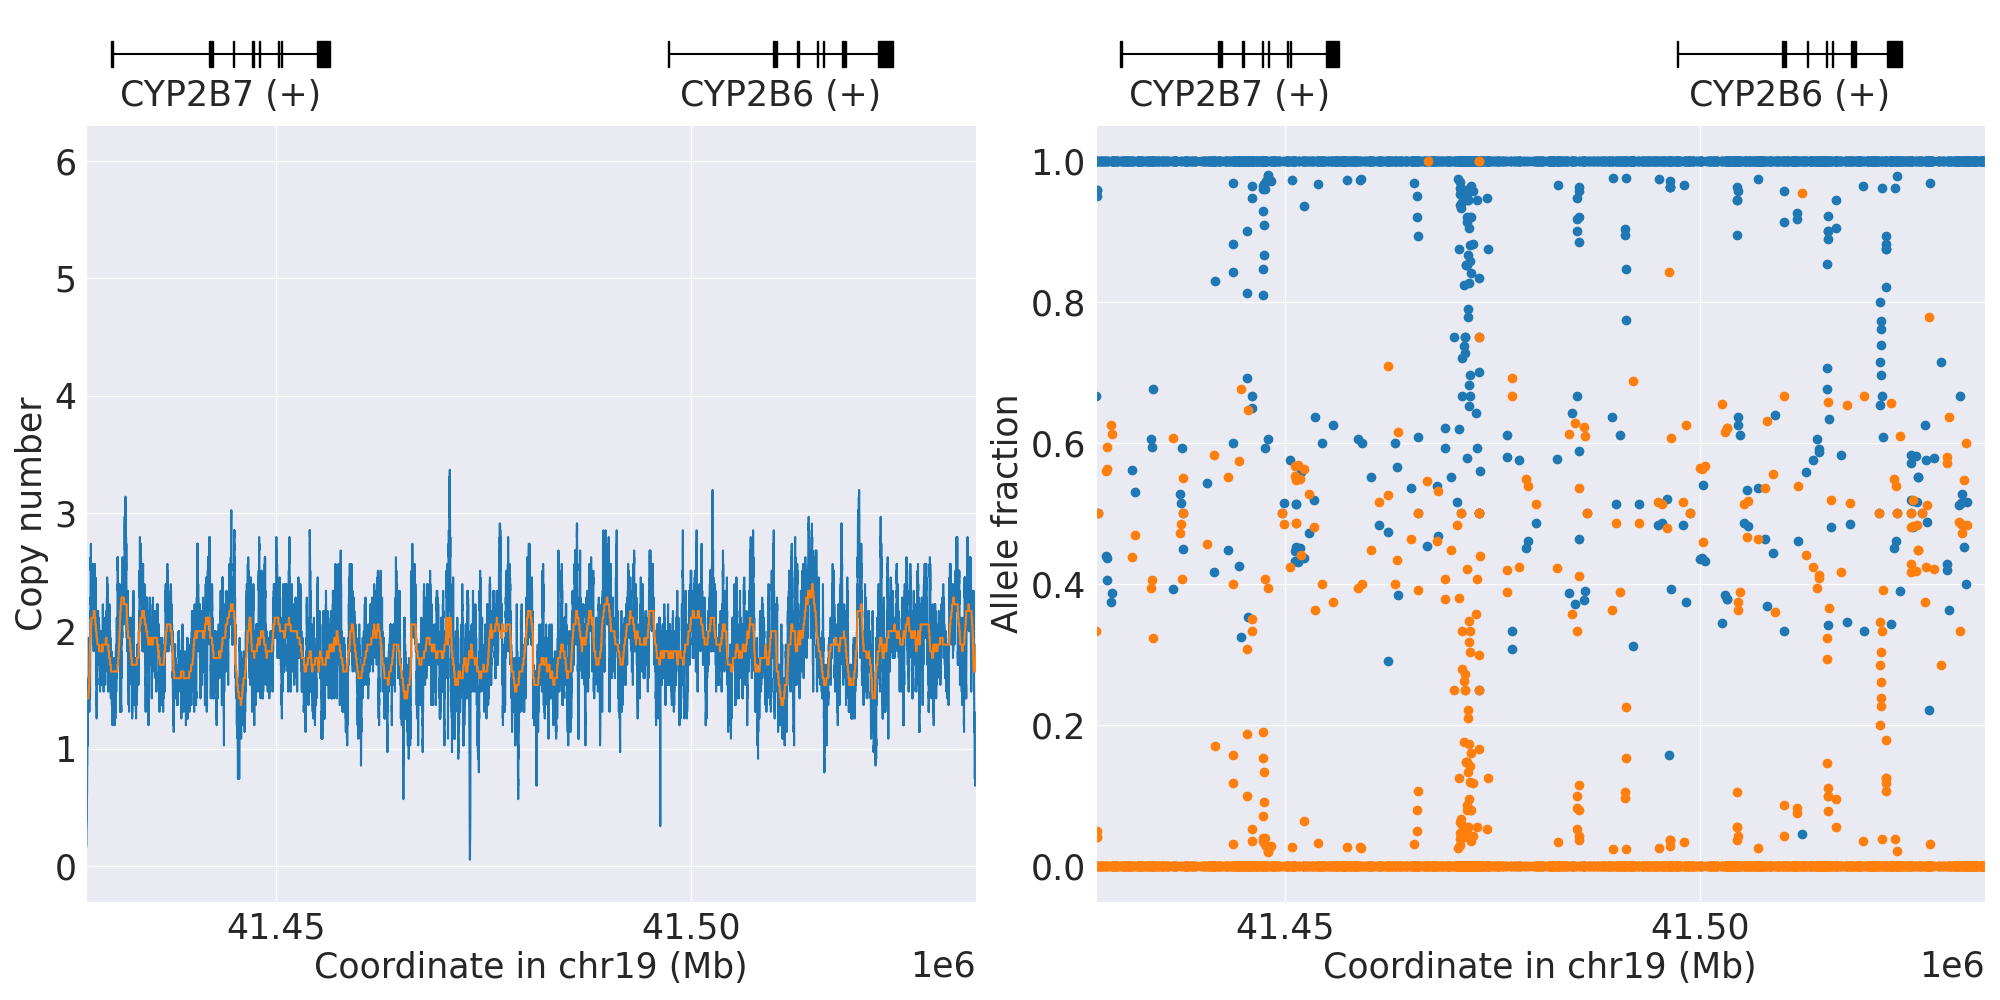 CYP2B7 (+)
CYP2B6 (+)
CYP2B7 (+)
CYP2B6 (+)
Copy number
6
5
4
3
2
1
0
41.45
41.50
Coordinate in chr19 (Mb)
1e6
Allele fraction
1.0
0.8
0.6
0.4
0.2
0.0
41.45
41.50
Coordinate in chr19 (Mb)
1e6